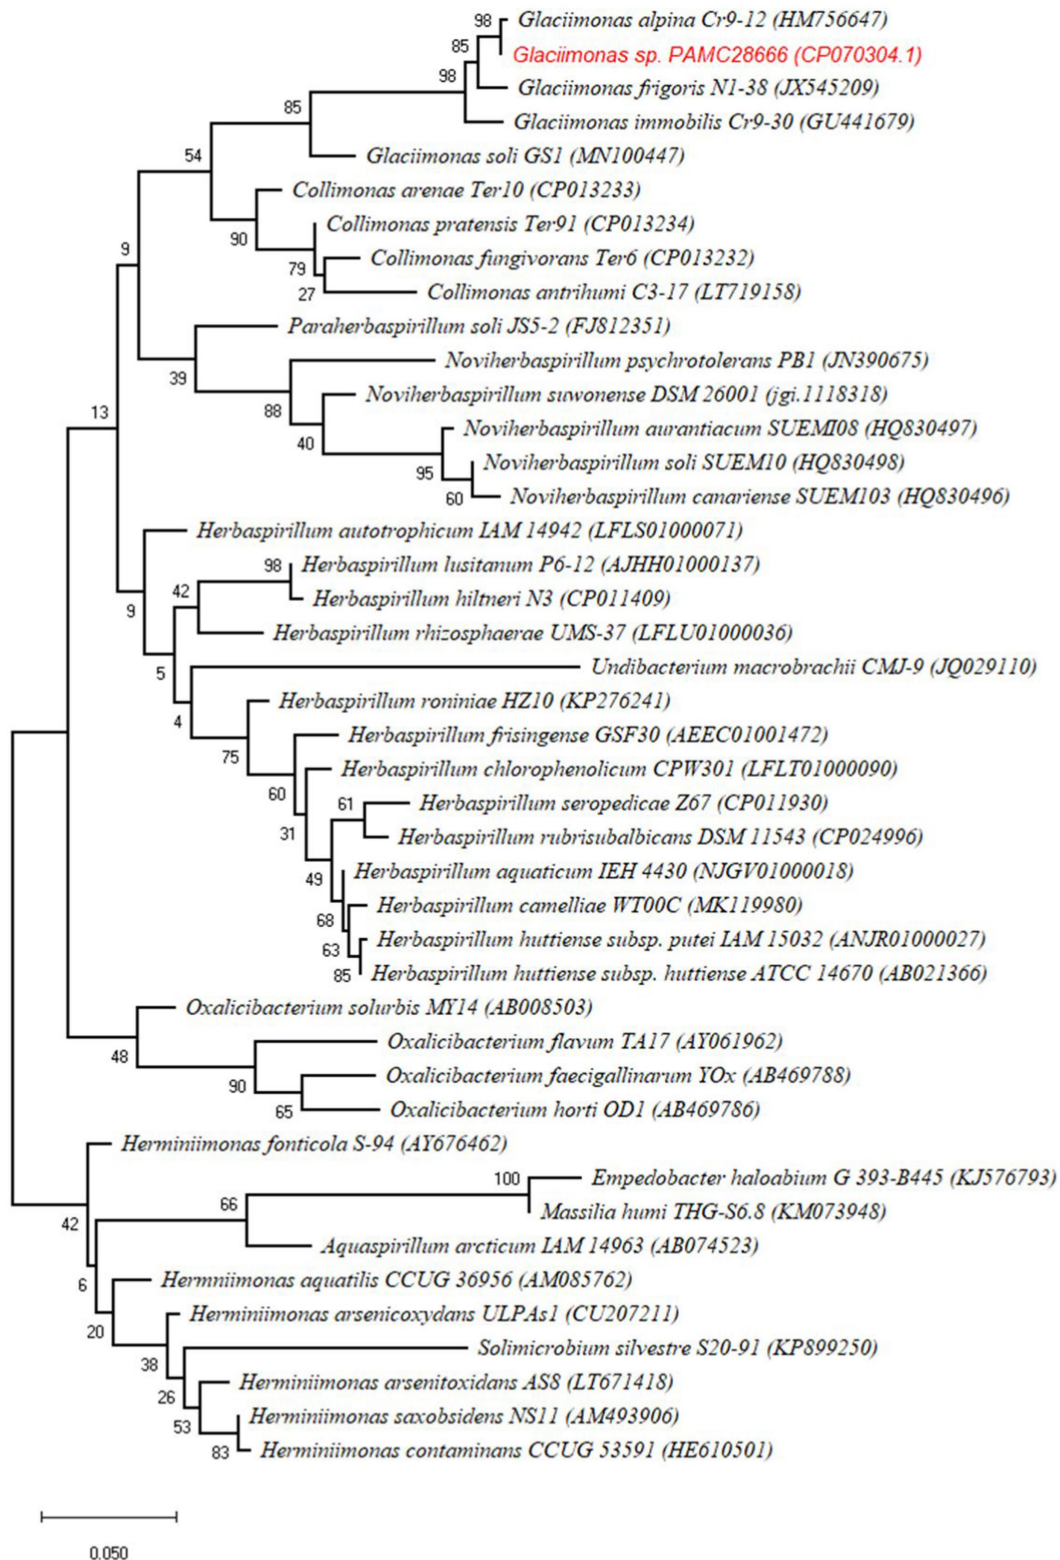 98
Glaciimonas alpina Cr9-12 (HM756647)
85
Glaciimonas sp. PAMC28666 (CP070304.1)
98
Glaciimonas frigoris N1-38 (JX545209)
85
Glaciimonas immobilis Cr9-30 (GU441679)
54
Glaciimonas soli GS1 (MN100447)
Collimonas arenae Ter10 (CP013233)
90
Collimonas pratensis Ter91 (CP013234)
9
79
Collimonas fungivorans Ter6 (CP013232)
27
Collimonas antrihumi C3-17 (LT719158)
Paraherbaspirillum soli JS5-2 (FJ812351)
39
Noviherbaspirillum psychrotolerans PB1 (JN390675)
88
Noviherbaspirillum suwonense DSM 26001 (jgi.1118318)
13
40
Noviherbaspirillum aurantiacum SUEMI08 (HQ830497)
95
Noviherbaspirillum soli SUEM10 (HQ830498)
60
Noviherbaspirillum canariense SUEM103 (HQ830496)
Herbaspirillum autotrophicum IAM 14942 (LFLS01000071)
98
Herbaspirillum lusitanum P6-12 (AJHH01000137)
42
9
Herbaspirillum hiltneri N3 (CP011409)
Herbaspirillum rhizosphaerae UMS-37 (LFLU01000036)
5
Undibacterium macrobrachii CMJ-9 (JQ029110)
4
Herbaspirillum roniniae HZ10 (KP276241)
75
Herbaspirillum frisingense GSF30 (AEEC01001472)
60
Herbaspirillum chlorophenolicum CPW301 (LFLT01000090)
61
31
Herbaspirillum seropedicae Z67 (CP011930)
Herbaspirillum rubrisubalbicans DSM 11543 (CP024996)
49
Herbaspirillum aquaticum IEH 4430 (NJGV01000018)
68
Herbaspirillum camelliae WT00C (MK119980)
63
Herbaspirillum huttiense subsp. putei IAM 15032 (ANJR01000027)
85
Herbaspirillum huttiense subsp. huttiense ATCC 14670 (AB021366)
Oxalicibacterium solurbis MY14 (AB008503)
48
Oxalicibacterium flavum TA17 (AY061962)
90
Oxalicibacterium faecigallinarum YOx (AB469788)
65
Oxalicibacterium horti OD1 (AB469786)
Herminiimonas fonticola S-94 (AY676462)
100
Empedobacter haloabium G 393-B445 (KJ576793)
66
42
Massilia humi THG-S6.8 (KM073948)
Aquaspirillum arcticum IAM 14963 (AB074523)
6
Hermniimonas aquatilis CCUG 36956 (AM085762)
20
Herminiimonas arsenicoxydans ULPAs1 (CU207211)
38
Solimicrobium silvestre S20-91 (KP899250)
26
Herminiimonas arsenitoxidans AS8 (LT671418)
53
Herminiimonas saxobsidens NS11 (AM493906)
83
Herminiimonas contaminans CCUG 53591 (HE610501)
0.050